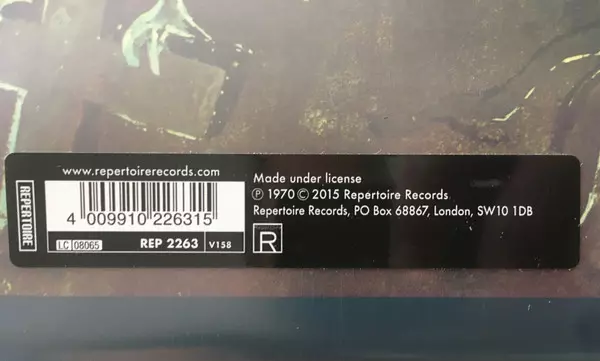 www.repertoirerecords.com
REPERTOIRE
4 009910 226315
LC 08065
REP 2263
V158
Made under license
Ⓟ 1970 © 2015 Repertoire Records
Repertoire Records, PO Box 68867, London, SW10 1DB
R